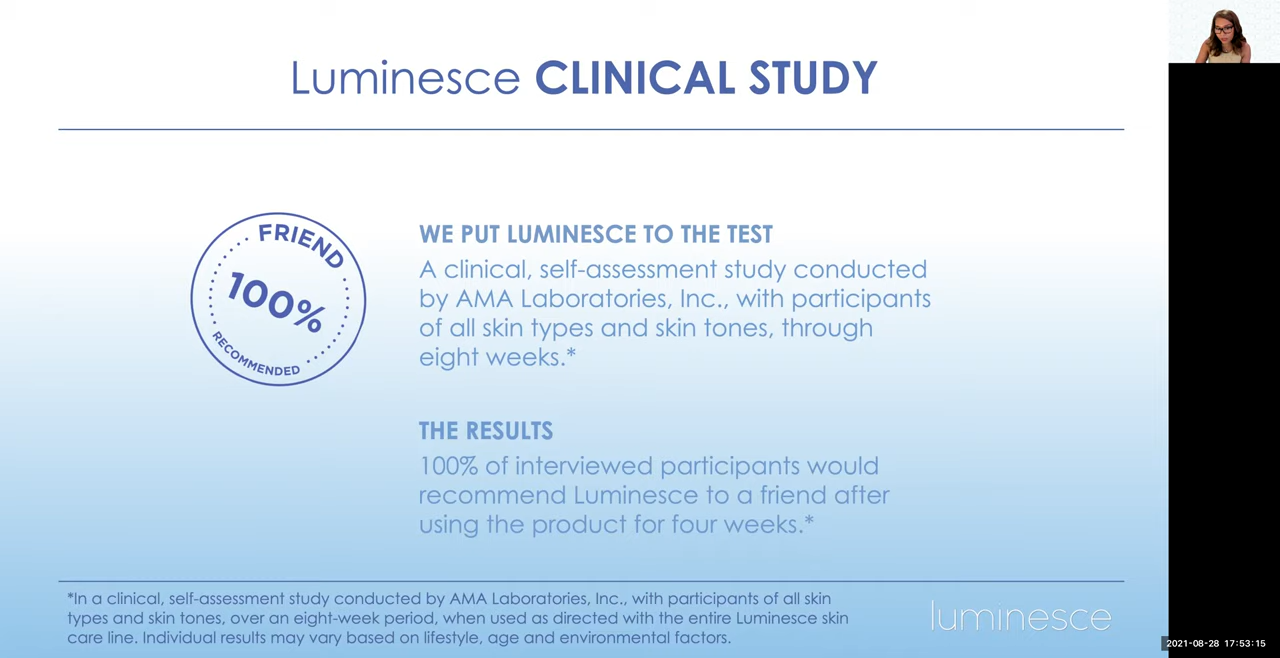 Luminesce CLINICAL STUDY
FRIEND
100%
RECOMMENDED
WE PUT LUMINESCE TO THE TEST
A clinical, self-assessment study conducted
by AMA Laboratories, Inc., with participants
of all skin types and skin tones, through
eight weeks.*
THE RESULTS
100% of interviewed participants would
recommend Luminesce to a friend after
using the product for four weeks.*
*In a clinical, self-assessment study conducted by AMA Laboratories, Inc., with participants of all skin
types and skin tones, over an eight-week period, when used as directed with the entire Luminesce skin
care line. Individual results may vary based on lifestyle, age and environmental factors.
luminesce
2021-08-28 17:53:15